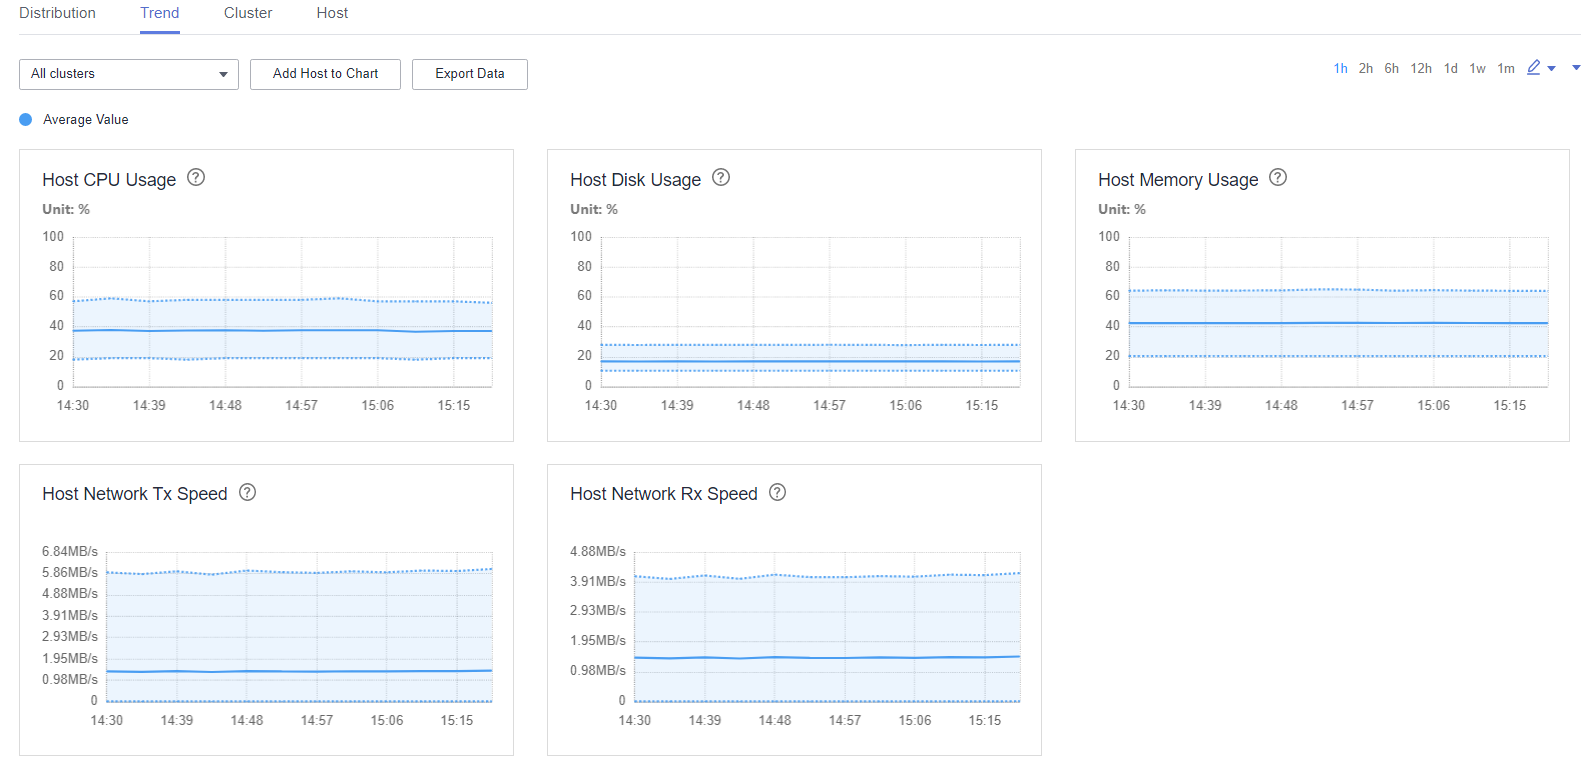 Distribution Trend Cluster Host
All clusters Add Host to Chart Export Data 1h 2h 6h 12h 1d 1w 1m
Average Value
Host CPU Usage ?
Unit: %
100
80
60
40
20
0
14:30 14:39 14:48 14:57 15:06 15:15
Host Disk Usage ?
Unit: %
100
80
60
40
20
0
14:30 14:39 14:48 14:57 15:06 15:15
Host Memory Usage ?
Unit: %
100
80
60
40
20
0
14:30 14:39 14:48 14:57 15:06 15:15
Host Network Tx Speed ?
6.84MB/s
5.86MB/s
4.88MB/s
3.91MB/s
2.93MB/s
1.95MB/s
0.98MB/s
0
14:30 14:39 14:48 14:57 15:06 15:15
Host Network Rx Speed ?
4.88MB/s
3.91MB/s
2.93MB/s
1.95MB/s
0.98MB/s
0
14:30 14:39 14:48 14:57 15:06 15:15